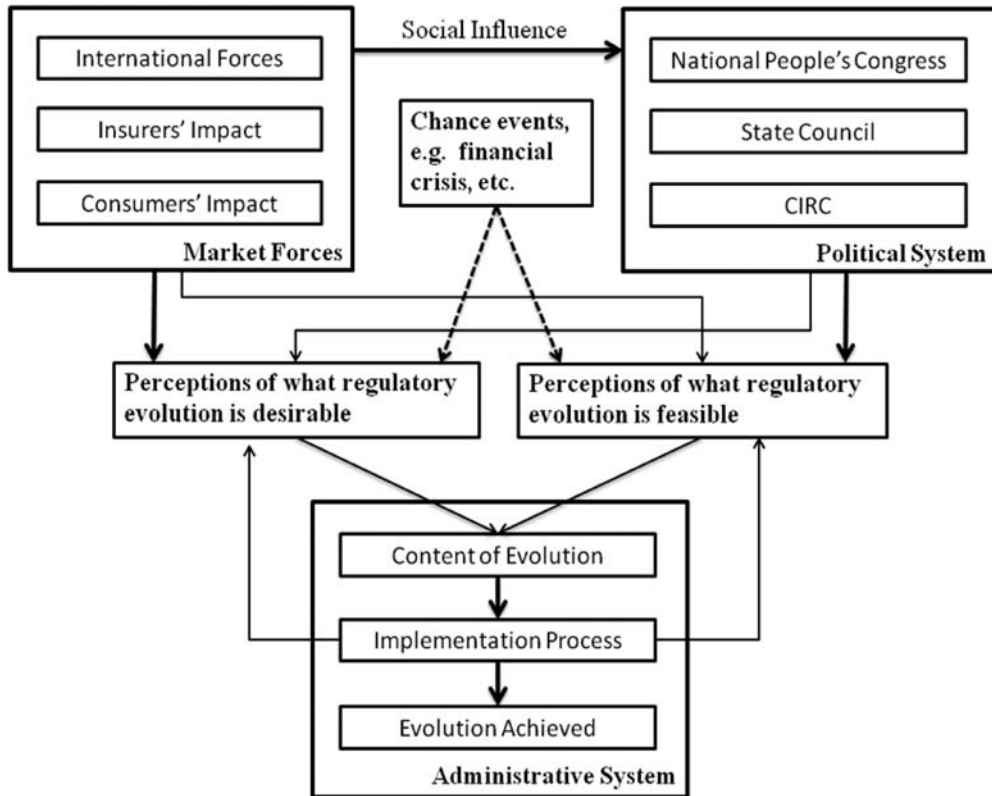 Social Influence
International Forces
Insurers’ Impact
Consumers’ Impact
Market Forces
Chance events,
e.g. financial
crisis, etc.
National People’s Congress
State Council
CIRC
Political System
Perceptions of what regulatory
evolution is desirable
Perceptions of what regulatory
evolution is feasible
Content of Evolution
Implementation Process
Evolution Achieved
Administrative System